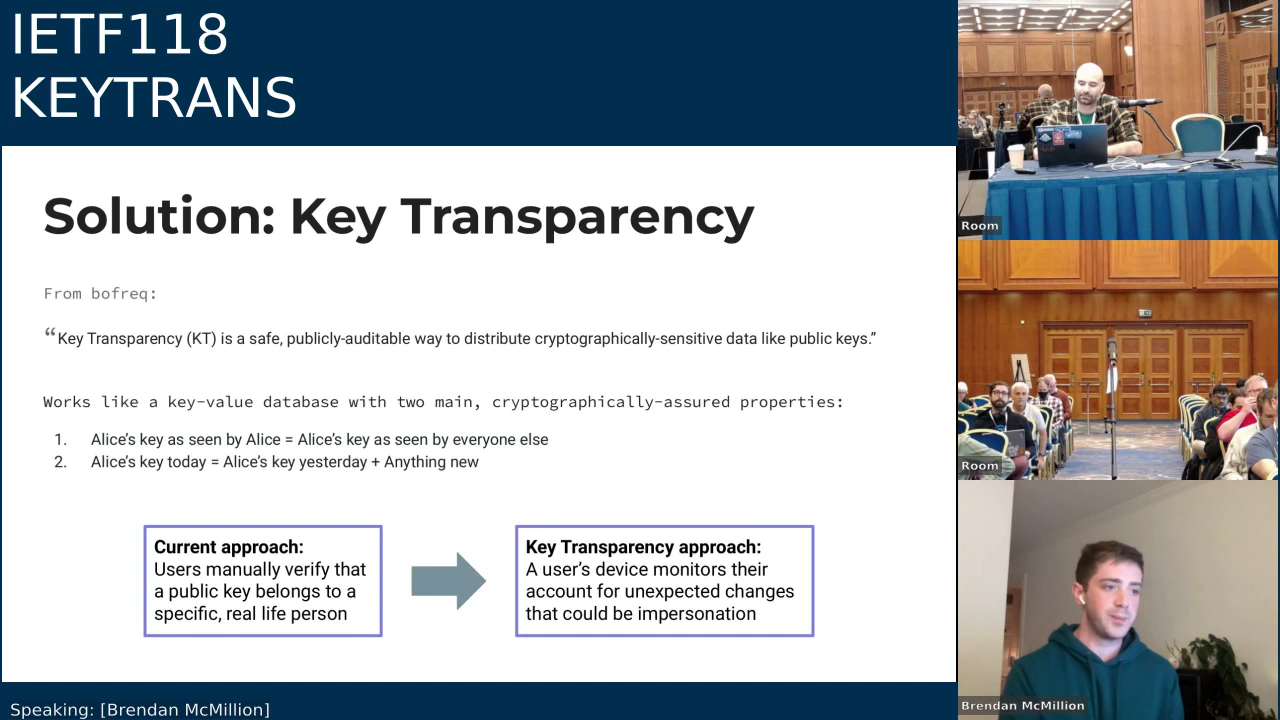 IETF118
KEYTRANS
Solution: Key Transparency
From bofreq:
“Key Transparency (KT) is a safe, publicly-auditable way to distribute cryptographically-sensitive data like public keys.”
Works like a key-value database with two main, cryptographically-assured properties:
1. Alice’s key as seen by Alice = Alice’s key as seen by everyone else
2. Alice’s key today = Alice’s key yesterday + Anything new
Current approach:
Users manually verify that
a public key belongs to a
specific, real life person
Key Transparency approach:
A user’s device monitors their
account for unexpected changes
that could be impersonation
Speaking: [Brendan McMillion]
Room
Room
Brendan McMillion